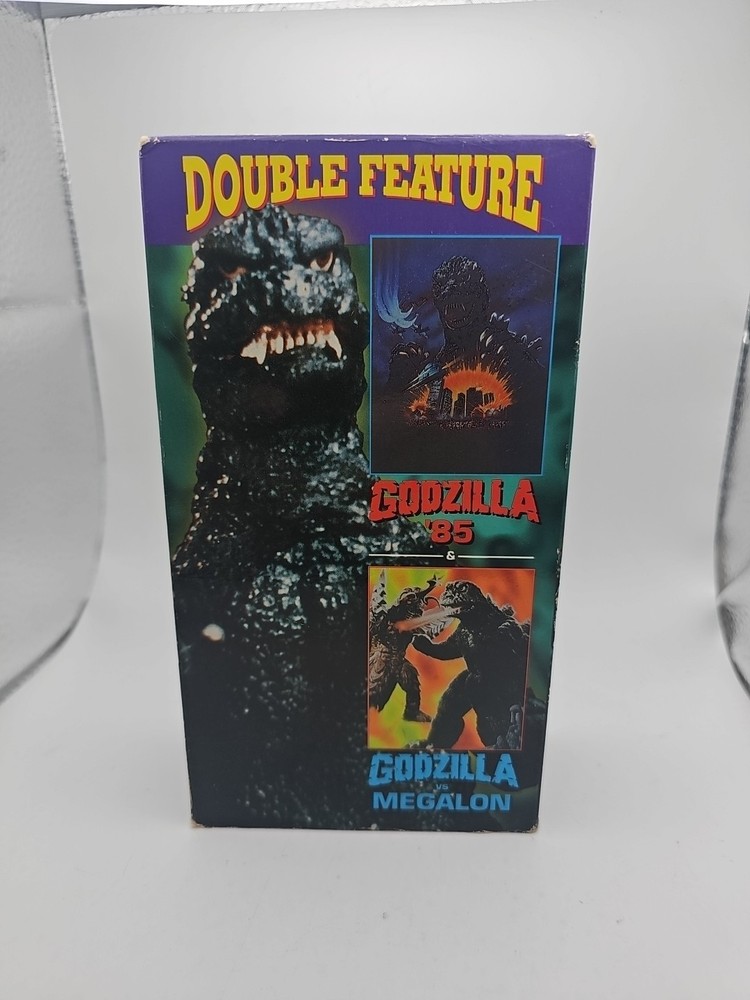 DOUBLE FEATURE
GODZILLA
'85
&
GODZILLA
VS
MEGALON